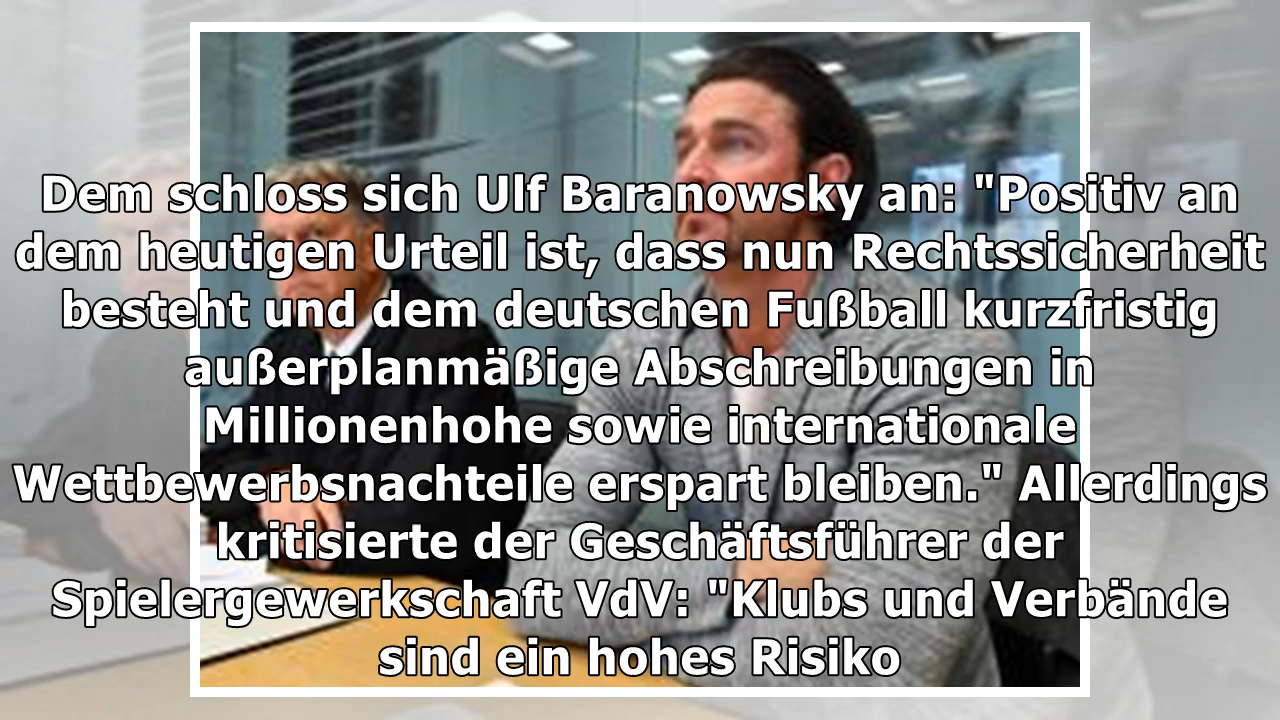 Dem schloss sich Ulf Baranowsky an: "Positiv an
dem heutigen Urteil ist, dass nun Rechtssicherheit
besteht und dem deutschen Fußball kurzfristig
außerplanmäßige Abschreibungen in
Millionenhohe sowie internationale
Wettbewerbsnachteile erspart bleiben." Allerdings
kritisierte der Geschäftsführer der
Spielergewerkschaft VdV: "Klubs und Verbände
sind ein hohes Risiko